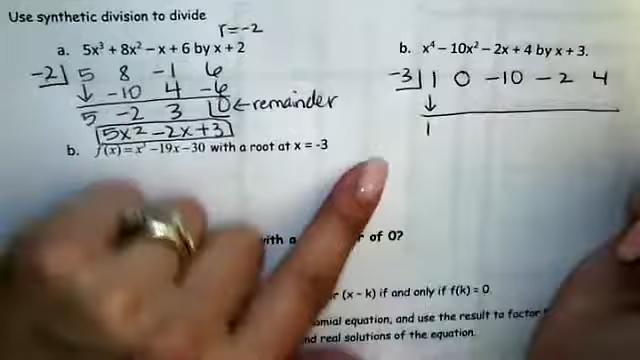 Use synthetic division to divide
r=-2
a. 5x³ + 8x² – x + 6 by x + 2
-2 5 8 -1 6
↓ -10 4 -6
5 -2 3 0 ← remainder
5x² - 2x + 3
b. x⁴ – 10x² – 2x + 4 by x + 3.
-3 1 0 -10 -2 4
↓
1
b. f(x) = x³ –19x –30 with a root at x = -3
with a
of 0?
(x – k) if and only if f(k) = 0.
equation, and use the result to factor
real solutions of the equation.